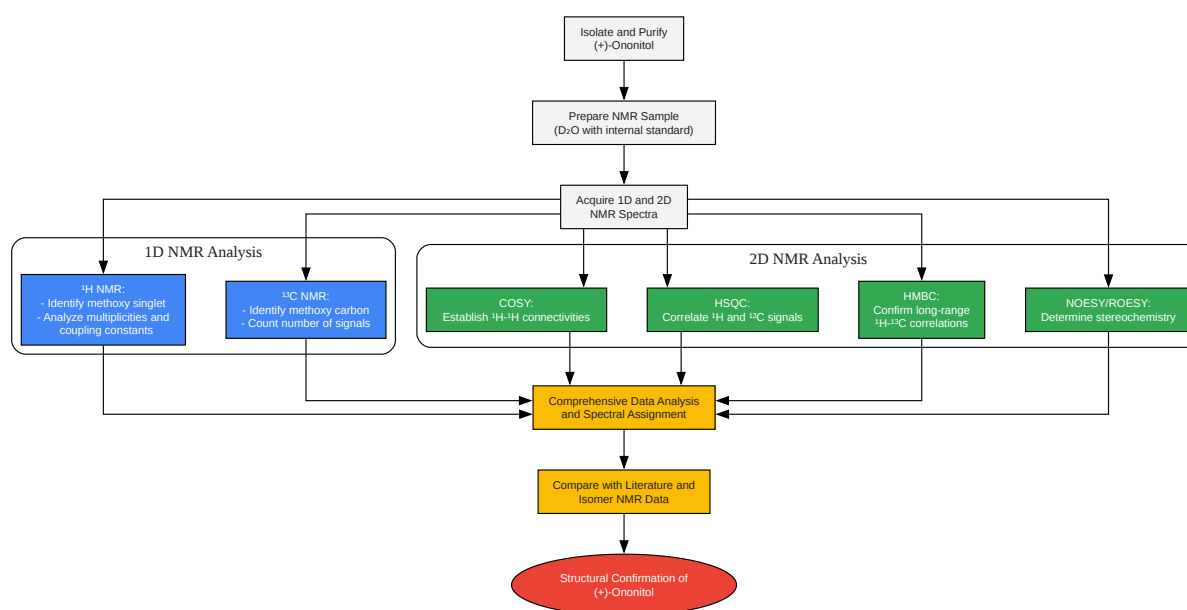 Isolate and Purify
(+)-Ononitol
Prepare NMR Sample
(D₂O with internal standard)
Acquire 1D and 2D
NMR Spectra
1D NMR Analysis
¹H NMR:
- Identify methoxy singlet
- Analyze multiplicities and
coupling constants
¹³C NMR:
- Identify methoxy carbon
- Count number of signals
2D NMR Analysis
COSY:
Establish ¹H-¹H connectivities
HSQC:
Correlate ¹H and ¹³C signals
HMBC:
Confirm long-range
¹H-¹³C correlations
NOESY/ROESY:
Determine stereochemistry
Comprehensive Data Analysis
and Spectral Assignment
Compare with Literature and
Isomer NMR Data
Structural Confirmation of
(+)-Ononitol